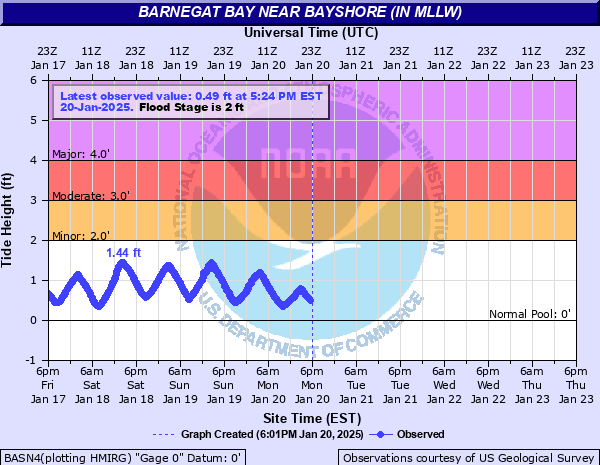 BARNEGAT BAY NEAR BAYSHORE (IN MLLW)
Universal Time (UTC)
23Z 11Z 23Z 11Z 23Z 11Z 23Z 11Z 23Z 11Z 23Z 11Z 23Z
Jan 17 Jan 18 Jan 18 Jan 19 Jan 19 Jan 20 Jan 20 Jan 21 Jan 21 Jan 22 Jan 22 Jan 23 Jan 23
Tide Height (ft)
6
5
4
3
2
1
0
-1
Latest observed value: 0.49 ft at 5:24 PM EST
20-Jan-2025. Flood Stage is 2 ft
NATIONAL OCEANIC AND ATMOSPHERIC ADMINISTRATION
NOAA
U.S. DEPARTMENT OF COMMERCE
Major: 4.0'
Moderate: 3.0'
Minor: 2.0'
1.44 ft
Normal Pool: 0'
6pm 6am 6pm 6am 6pm 6am 6pm 6am 6pm 6am 6pm 6am 6pm
Fri Sat Sat Sun Sun Mon Mon Tue Tue Wed Wed Thu Thu
Jan 17 Jan 18 Jan 18 Jan 19 Jan 19 Jan 20 Jan 20 Jan 21 Jan 21 Jan 22 Jan 22 Jan 23 Jan 23
Site Time (EST)
Graph Created (6:01PM Jan 20, 2025) Observed
BASN4(plotting HMIRG) "Gage 0" Datum: 0'
Observations courtesy of US Geological Survey